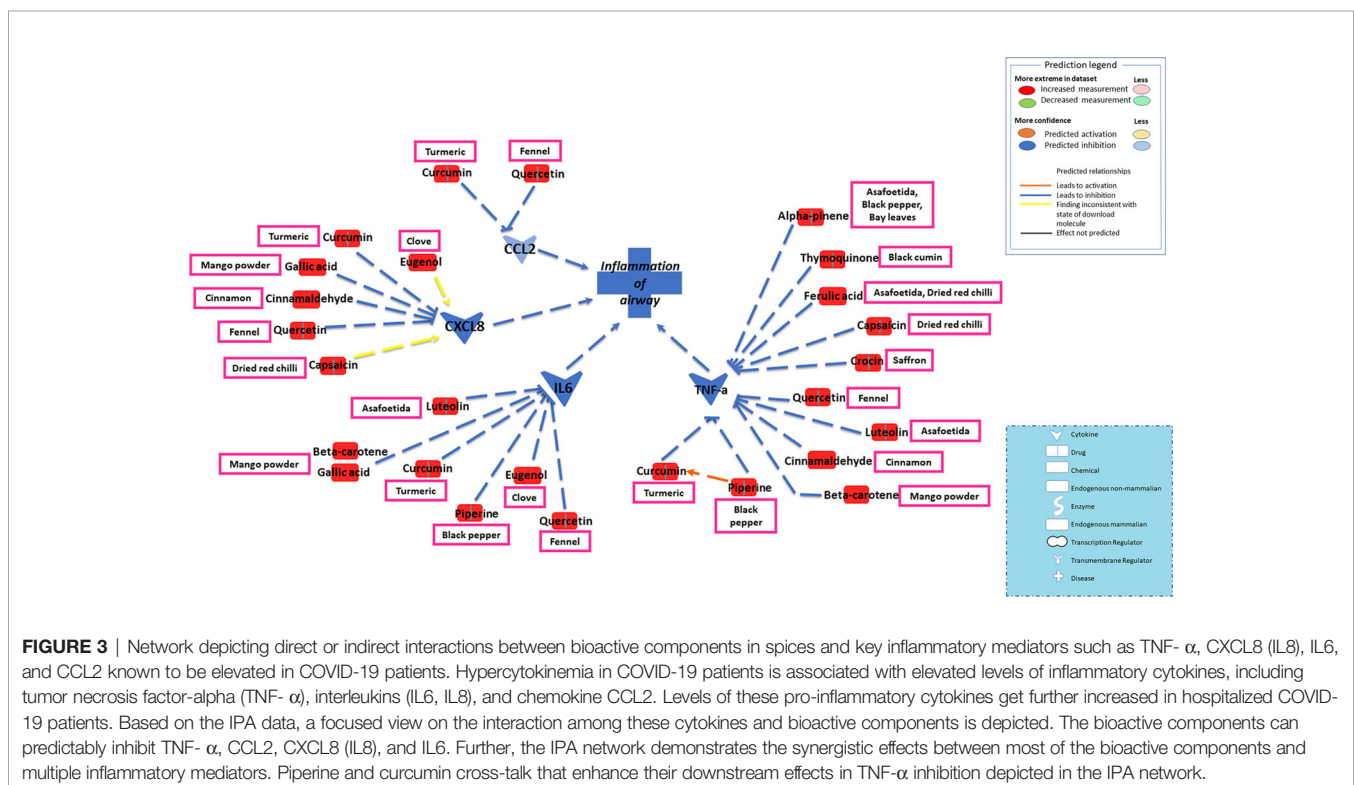 Prediction legend
More extreme in dataset Less
Increased measurement
Decreased measurement
More confidence Less
Predicted activation
Predicted inhibition
Predicted relationships
Leads to activation
Leads to inhibition
Finding inconsistent with
state of download
molecule
Effect not predicted
Turmeric
Curcumin
Fennel
Quercetin
CCL2
Inflammation
of
airway
Turmeric Curcumin
Mango powder Gallic acid
Cinnamon Cinnamaldehyde
Fennel Quercetin
Dried red chilli Capsaicin
Clove
Eugenol
CXCL8
IL6
Asafoetida Luteolin
Beta-carotene
Mango powder
Gallic acid
Curcumin
Turmeric
Piperine
Black pepper
Eugenol
Clove
Quercetin
Fennel
TNF-a
Alpha-pinene
Asafoetida,
Black pepper,
Bay leaves
Thymoquinone Black cumin
Ferulic acid Asafoetida, Dried red chilli
Capsaicin Dried red chilli
Crocin Saffron
Quercetin Fennel
Luteolin Asafoetida
Cinnamaldehyde Cinnamon
Beta-carotene Mango powder
Curcumin
Turmeric
Piperine
Black
pepper
Cytokine
Drug
Chemical
Endogenous non-mammalian
Enzyme
Endogenous mammalian
Transcription Regulator
Transmembrane Regulator
Disease
FIGURE 3 | Network depicting direct or indirect interactions between bioactive components in spices and key inflammatory mediators such as TNF- α, CXCL8 (IL8), IL6,
and CCL2 known to be elevated in COVID-19 patients. Hypercytokinemia in COVID-19 patients is associated with elevated levels of inflammatory cytokines, including
tumor necrosis factor-alpha (TNF- α), interleukins (IL6, IL8), and chemokine CCL2. Levels of these pro-inflammatory cytokines get further increased in hospitalized COVID-
19 patients. Based on the IPA data, a focused view on the interaction among these cytokines and bioactive components is depicted. The bioactive components can
predictably inhibit TNF- α, CCL2, CXCL8 (IL8), and IL6. Further, the IPA network demonstrates the synergistic effects between most of the bioactive components and
multiple inflammatory mediators. Piperine and curcumin cross-talk that enhance their downstream effects in TNF-α inhibition depicted in the IPA network.